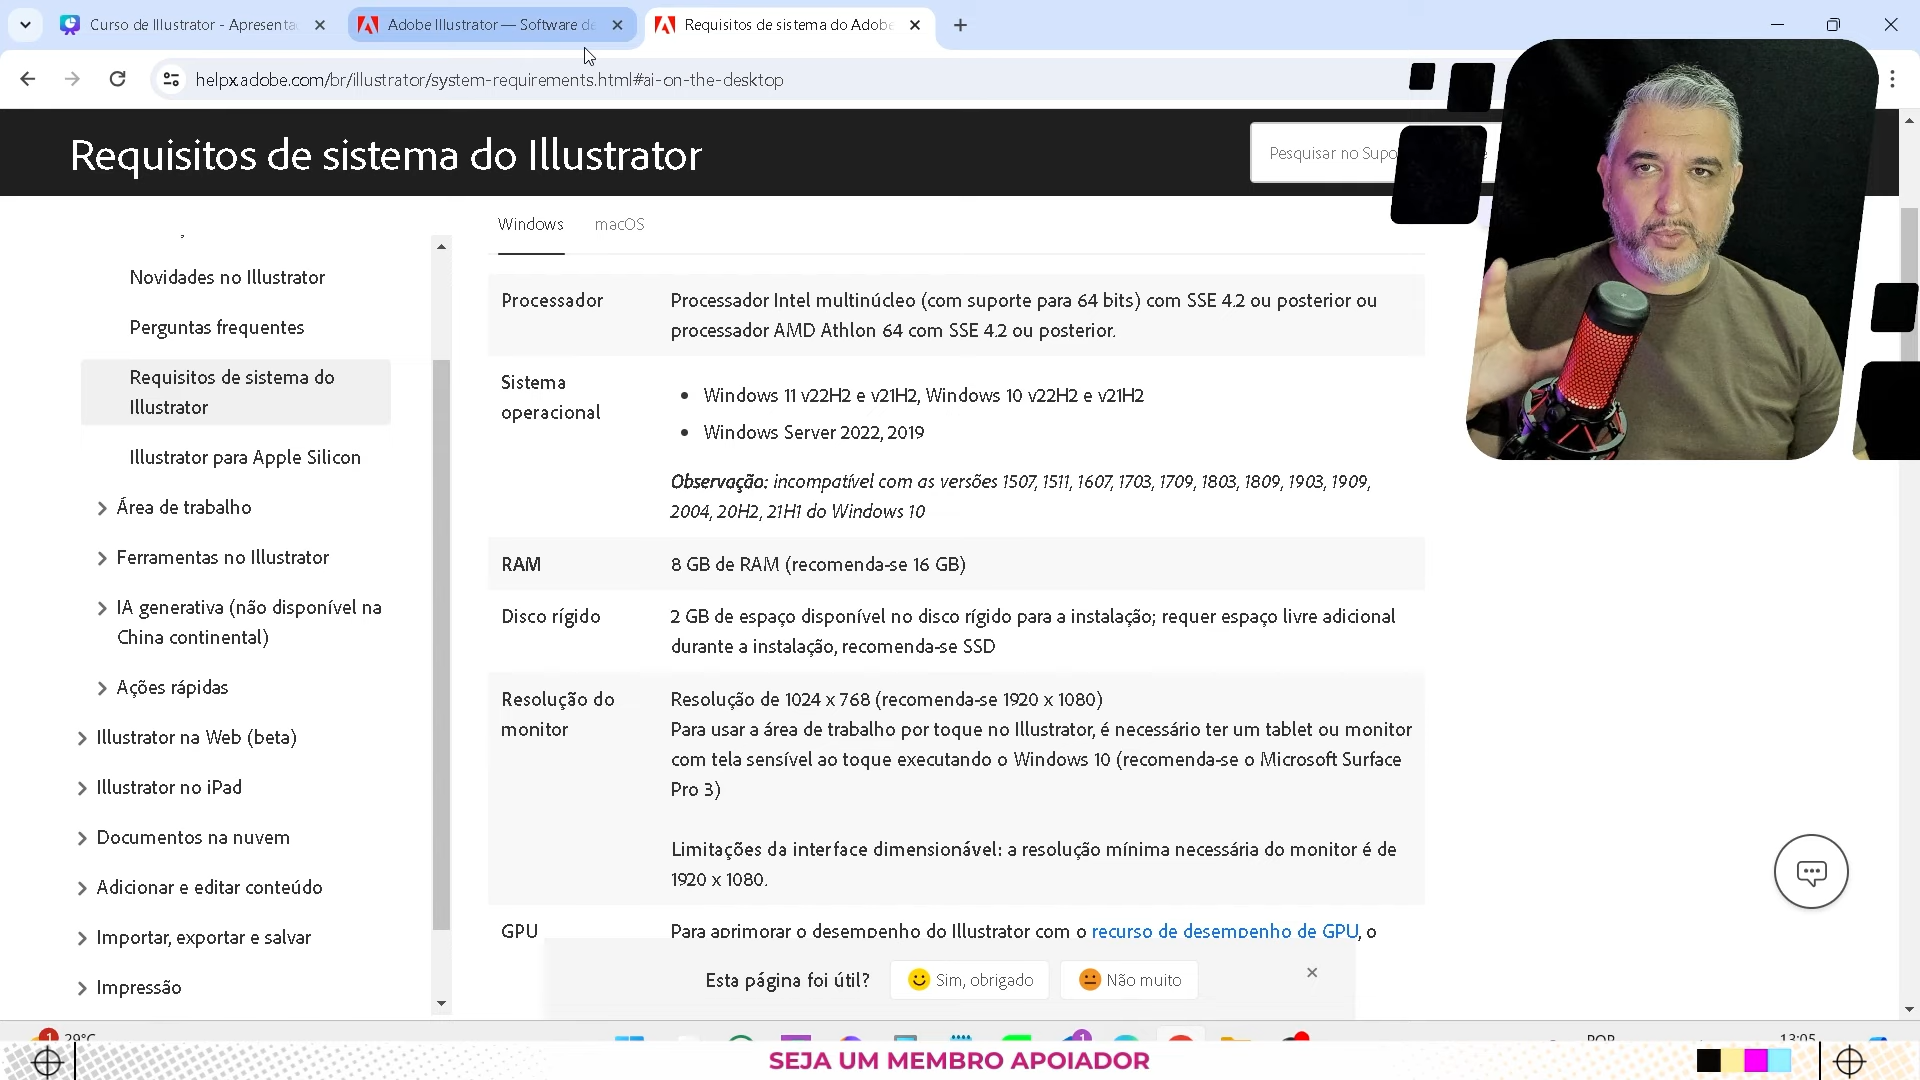 Curso de Illustrator - Apresenta
Adobe Illustrator — Software de
Requisitos de sistema do Adobe
helpx.adobe.com/br/illustrator/system-requirements.html#ai-on-the-desktop
Requisitos de sistema do Illustrator
Pesquisar no Supo
Windows
macOS
Novidades no Illustrator
Perguntas frequentes
Requisitos de sistema do
Illustrator
Illustrator para Apple Silicon
Área de trabalho
Ferramentas no Illustrator
IA generativa (não disponível na
China continental)
Ações rápidas
Illustrator na Web (beta)
Illustrator no iPad
Documentos na nuvem
Adicionar e editar conteúdo
Importar, exportar e salvar
Impressão
Processador
Processador Intel multinúcleo (com suporte para 64 bits) com SSE 4.2 ou posterior ou
processador AMD Athlon 64 com SSE 4.2 ou posterior.
Sistema
operacional
Windows 11 v22H2 e v21H2, Windows 10 v22H2 e v21H2
Windows Server 2022, 2019
Observação: incompatível com as versões 1507, 1511, 1607, 1703, 1709, 1803, 1809, 1903, 1909,
2004, 20H2, 21H1 do Windows 10
RAM
8 GB de RAM (recomenda-se 16 GB)
Disco rígido
2 GB de espaço disponível no disco rígido para a instalação; requer espaço livre adicional
durante a instalação, recomenda-se SSD
Resolução do
monitor
Resolução de 1024 x 768 (recomenda-se 1920 x 1080)
Para usar a área de trabalho por toque no Illustrator, é necessário ter um tablet ou monitor
com tela sensível ao toque executando o Windows 10 (recomenda-se o Microsoft Surface
Pro 3)
Limitações da interface dimensionável: a resolução mínima necessária do monitor é de
1920 x 1080.
GPU
Para aprimorar o desempenho do Illustrator com o recurso de desempenho de GPU, o
Esta página foi útil?
Sim, obrigado
Não muito
1
29°C
1
POR
13:05
SEJA UM MEMBRO APOIADOR